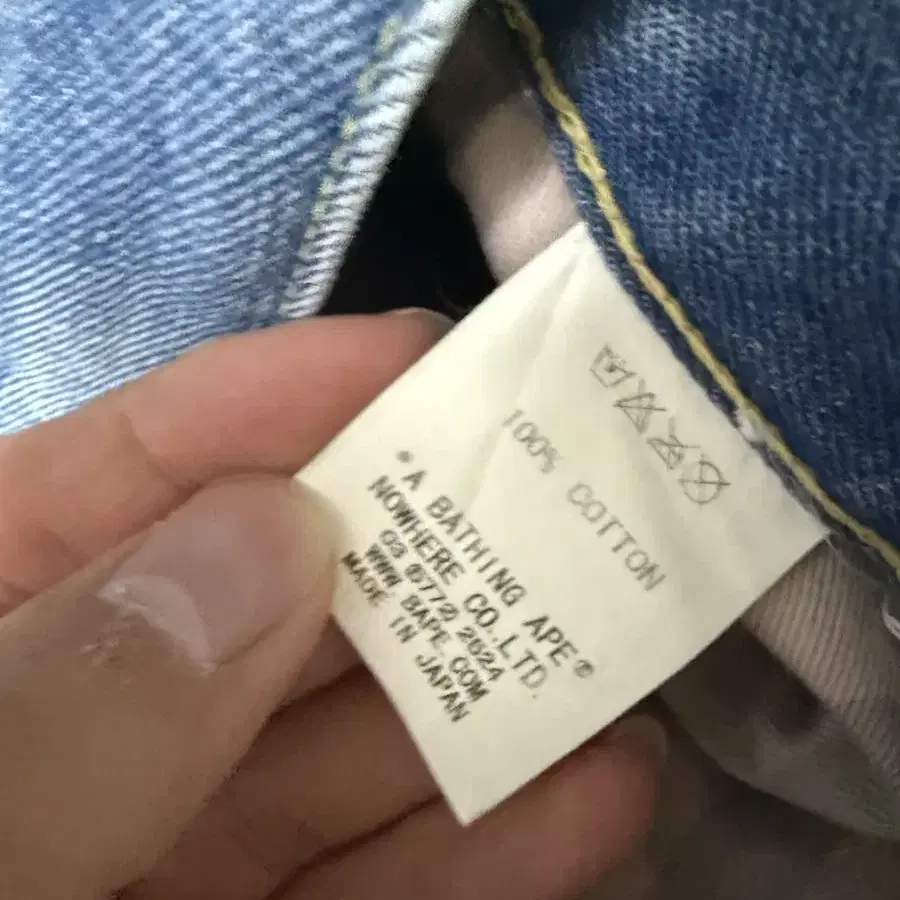 100% COTTON
® A BATHING APE®
NOWHERE CO.,LTD.
03 5772 2524
WWW. BAPE. COM
MADE IN JAPAN